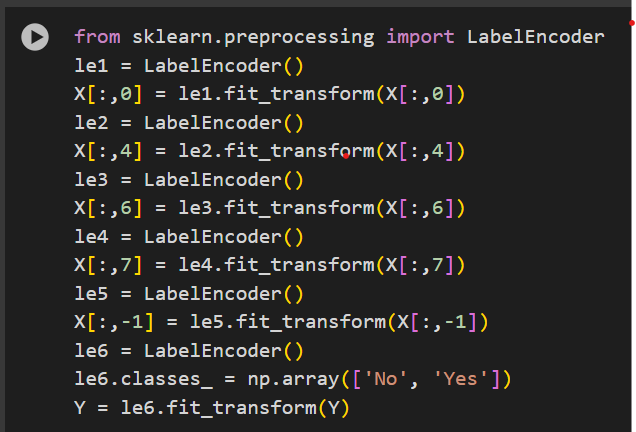 from sklearn.preprocessing import LabelEncoder
le1 = LabelEncoder()
X[:,0] = le1.fit_transform(X[:,0])
le2 = LabelEncoder()
X[:,4] = le2.fit_transform(X[:,4])
le3 = LabelEncoder()
X[:,6] = le3.fit_transform(X[:,6])
le4 = LabelEncoder()
X[:,7] = le4.fit_transform(X[:,7])
le5 = LabelEncoder()
X[:,-1] = le5.fit_transform(X[:,-1])
le6 = LabelEncoder()
le6.classes_ = np.array(['No', 'Yes'])
Y = le6.fit_transform(Y)